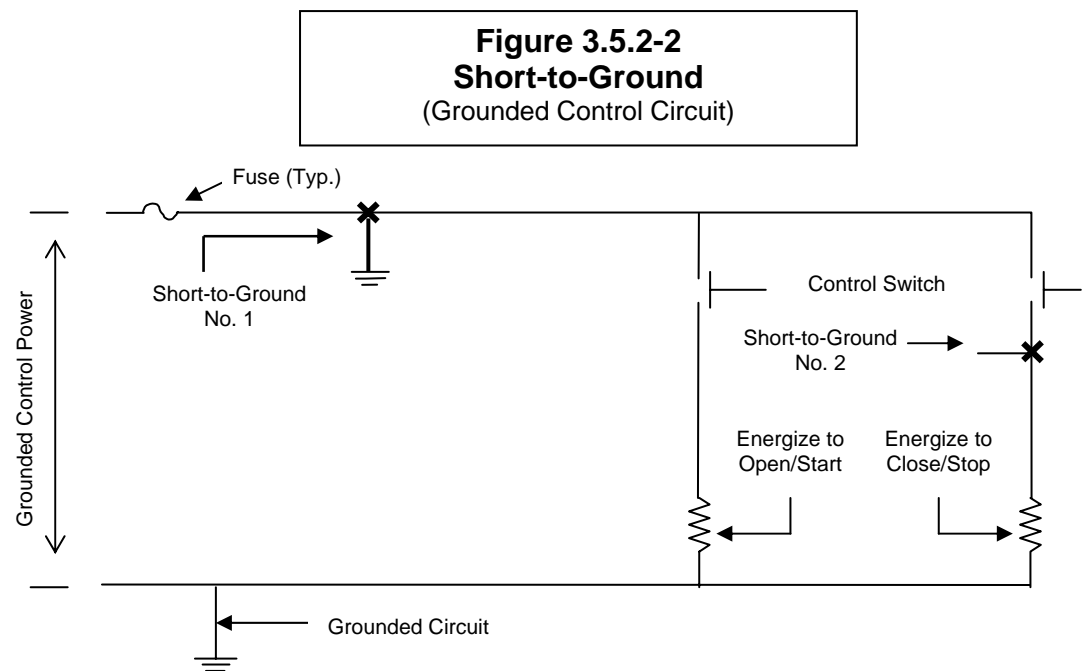 Figure 3.5.2-2
Short-to-Ground
(Grounded Control Circuit)
Fuse (Typ.)
Short-to-Ground
No. 1
Control Switch
Short-to-Ground
No. 2
Grounded Control Power
Energize to
Open/Start
Energize to
Close/Stop
Grounded Circuit